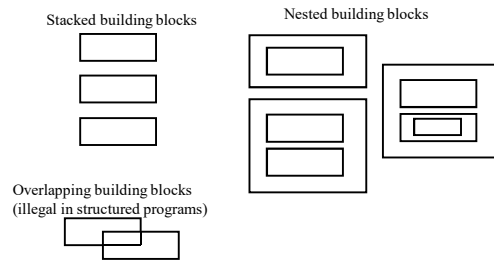 Stacked building blocks
Nested building blocks
Overlapping building blocks
(illegal in structured programs)